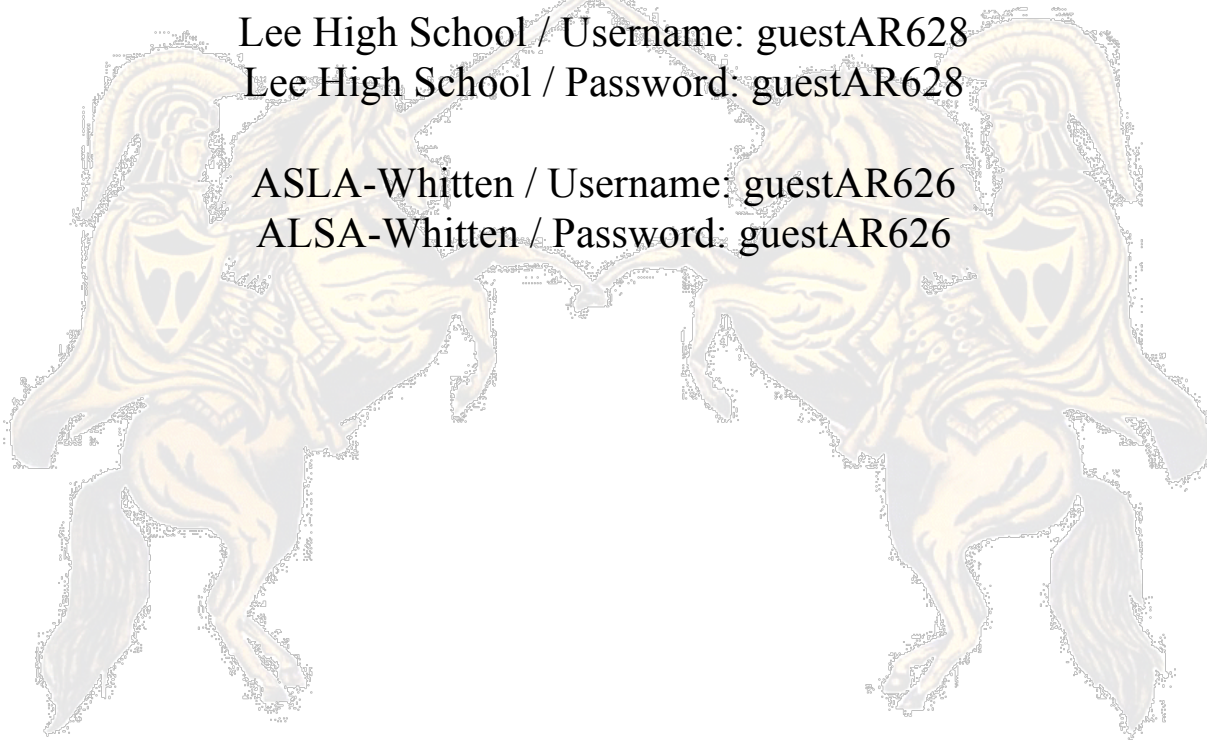 Lee High School / Username: guestAR628
Lee High School / Password: guestAR628
ASLA-Whitten / Username: guestAR626
ALSA-Whitten / Password: guestAR626